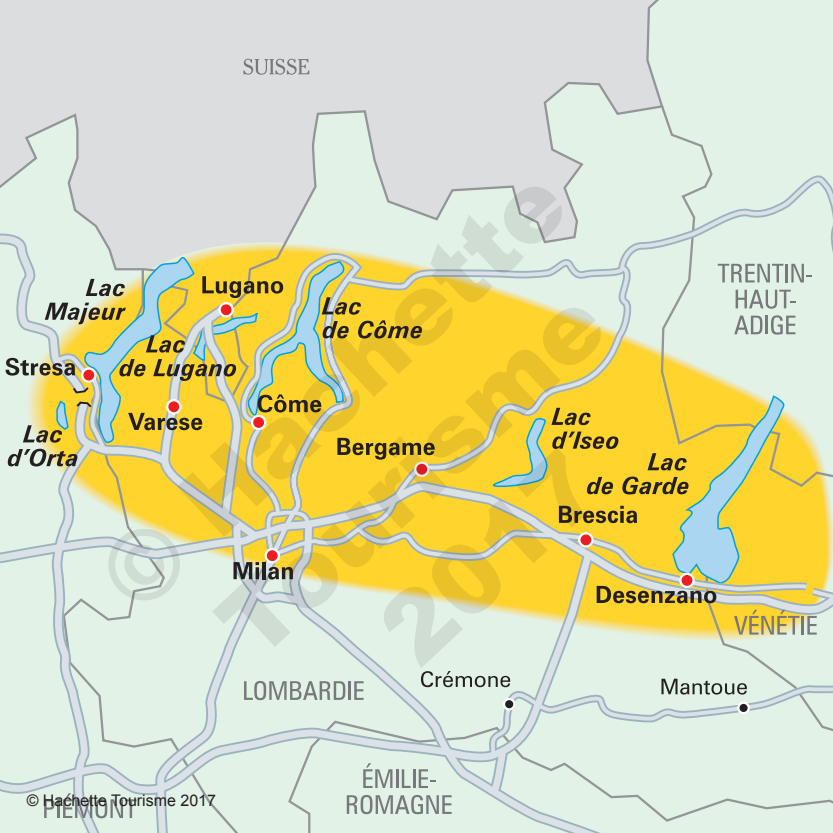 SUISSE
TRENTIN-
HAUT-
ADIGE
Lac
Majeur
Lugano
Lac
de Côme
Lac
de Lugano
Stresa
Varese
Côme
Lac
d'Orta
Bergame
Lac
d'Iseo
Lac
de Garde
Brescia
Milan
Desenzano
VÉNÉTIE
LOMBARDIE
Crémone
Mantoue
ÉMILIE-
ROMAGNE
PIÉMONT
© Hachette Tourisme 2017
© Hachette
Tourisme
2017